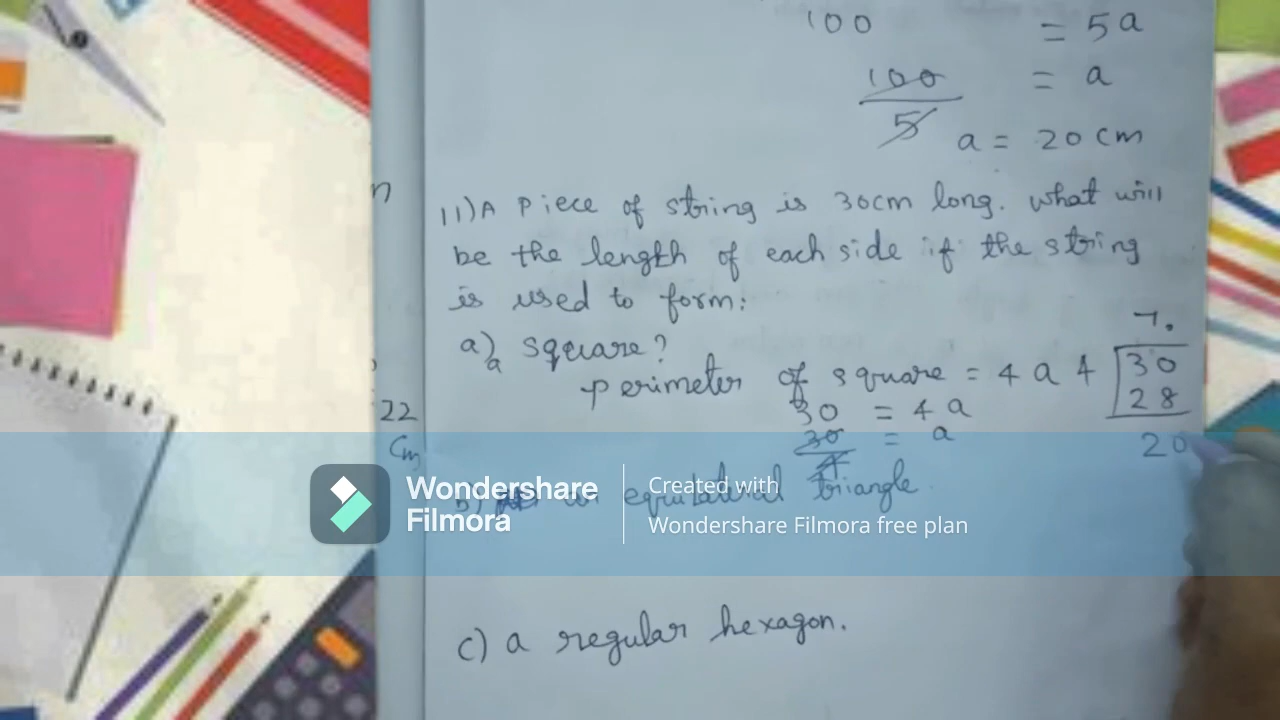 100 = 5a
100 = a
5
a = 20 cm
n
11) A piece of string is 30cm long. what will
be the length of each side if the string
is used to form:
a) a square?
7.
perimeter of square = 4a 4 30
28
20
30 = 4a
30 = a
4
22
Cm
b) an equilateral triangle.
Wondershare
Filmora
Created with
Wondershare Filmora free plan
c) a regular hexagon.